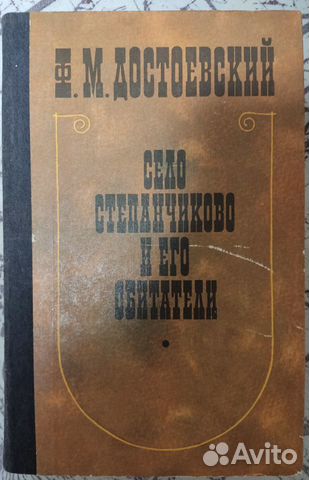 Ф. М. ДОСТОЕВСКИЙ
СЕЛО
СТЕПАНЧИКОВО
И ЕГО
ОБИТАТЕЛИ
Avito